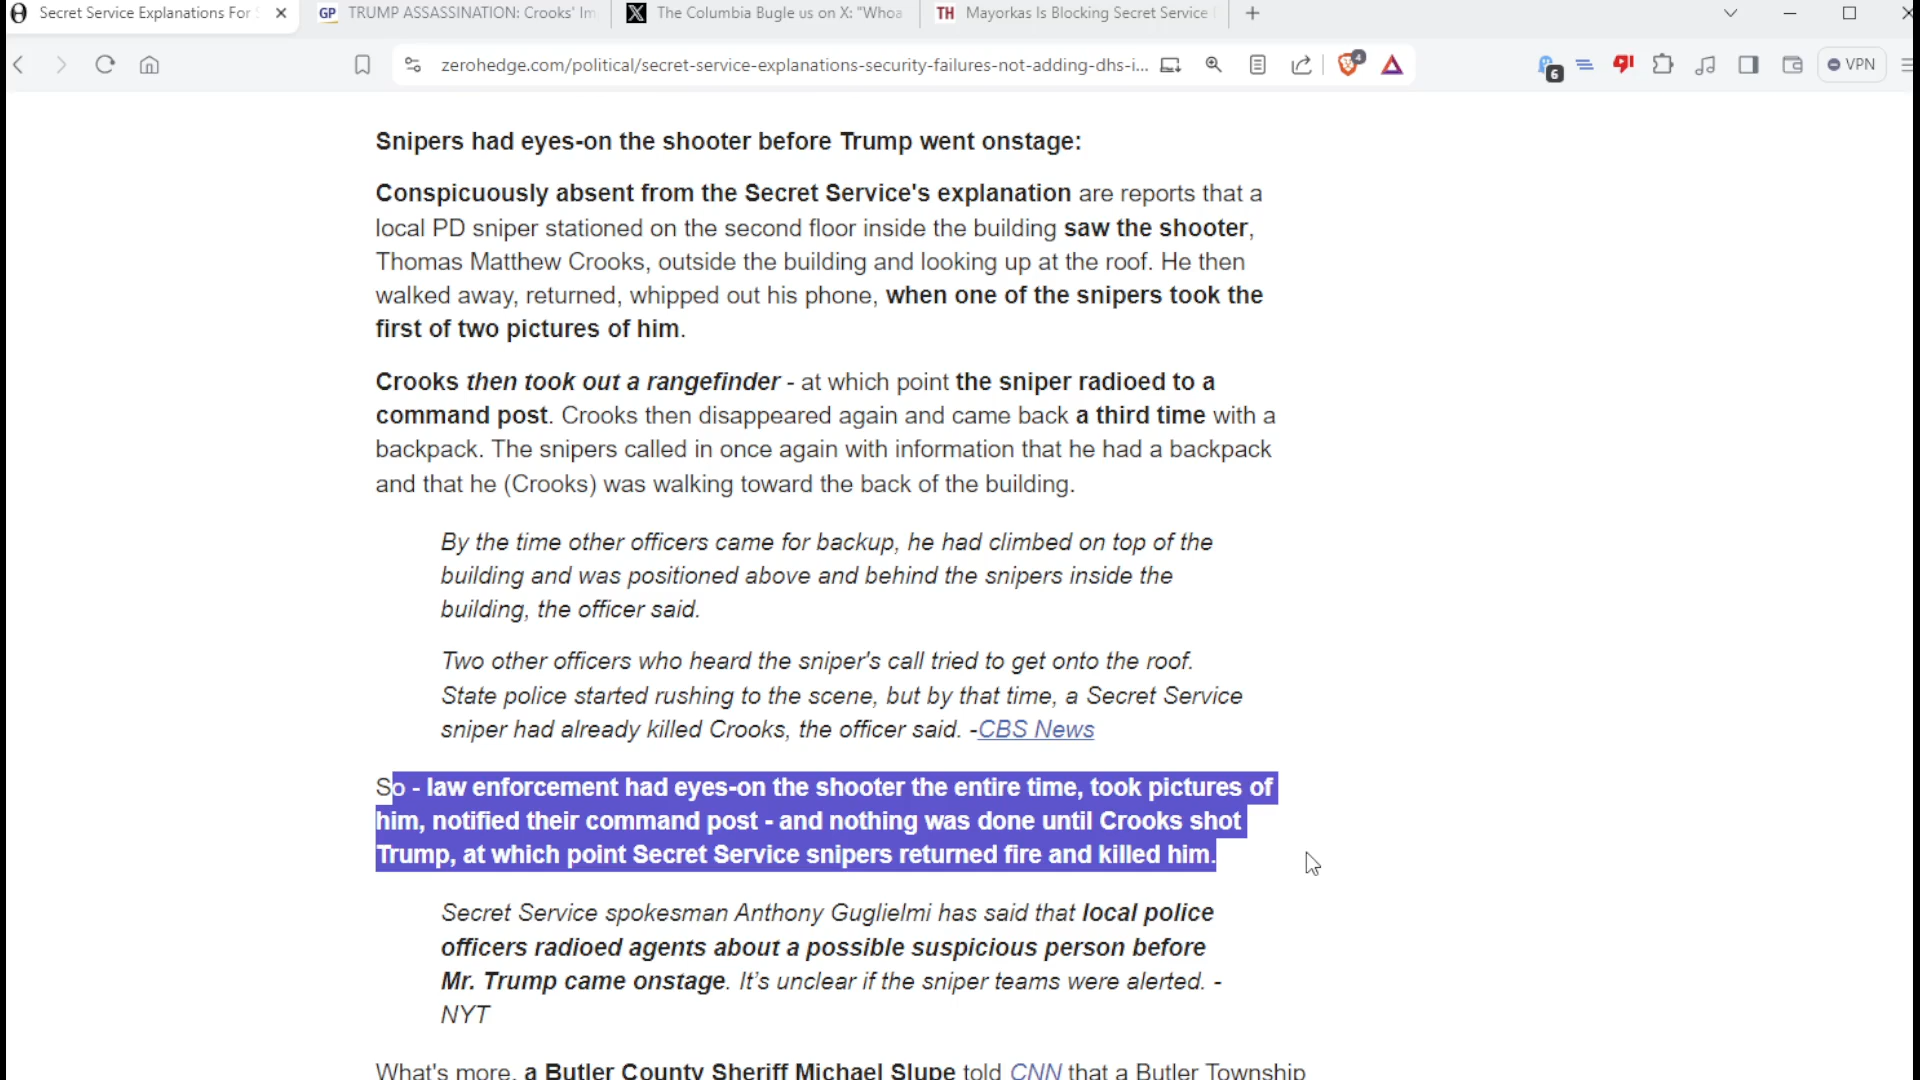 Secret Service Explanations For S
GP TRUMP ASSASSINATION: Crooks' Im
The Columbia Bugle us on X: "Whoa
TH Mayorkas Is Blocking Secret Service
zerohedge.com/political/secret-service-explanations-security-failures-not-adding-dhs-i...
4
6
VPN
Snipers had eyes-on the shooter before Trump went onstage:
Conspicuously absent from the Secret Service's explanation are reports that a
local PD sniper stationed on the second floor inside the building saw the shooter,
Thomas Matthew Crooks, outside the building and looking up at the roof. He then
walked away, returned, whipped out his phone, when one of the snipers took the
first of two pictures of him.
Crooks then took out a rangefinder - at which point the sniper radioed to a
command post. Crooks then disappeared again and came back a third time with a
backpack. The snipers called in once again with information that he had a backpack
and that he (Crooks) was walking toward the back of the building.
By the time other officers came for backup, he had climbed on top of the
building and was positioned above and behind the snipers inside the
building, the officer said.
Two other officers who heard the sniper's call tried to get onto the roof.
State police started rushing to the scene, but by that time, a Secret Service
sniper had already killed Crooks, the officer said. -CBS News
So - law enforcement had eyes-on the shooter the entire time, took pictures of
him, notified their command post - and nothing was done until Crooks shot
Trump, at which point Secret Service snipers returned fire and killed him.
Secret Service spokesman Anthony Guglielmi has said that local police
officers radioed agents about a possible suspicious person before
Mr. Trump came onstage. It's unclear if the sniper teams were alerted. -
NYT
What's more, a Butler County Sheriff Michael Slupe told CNN that a Butler Township